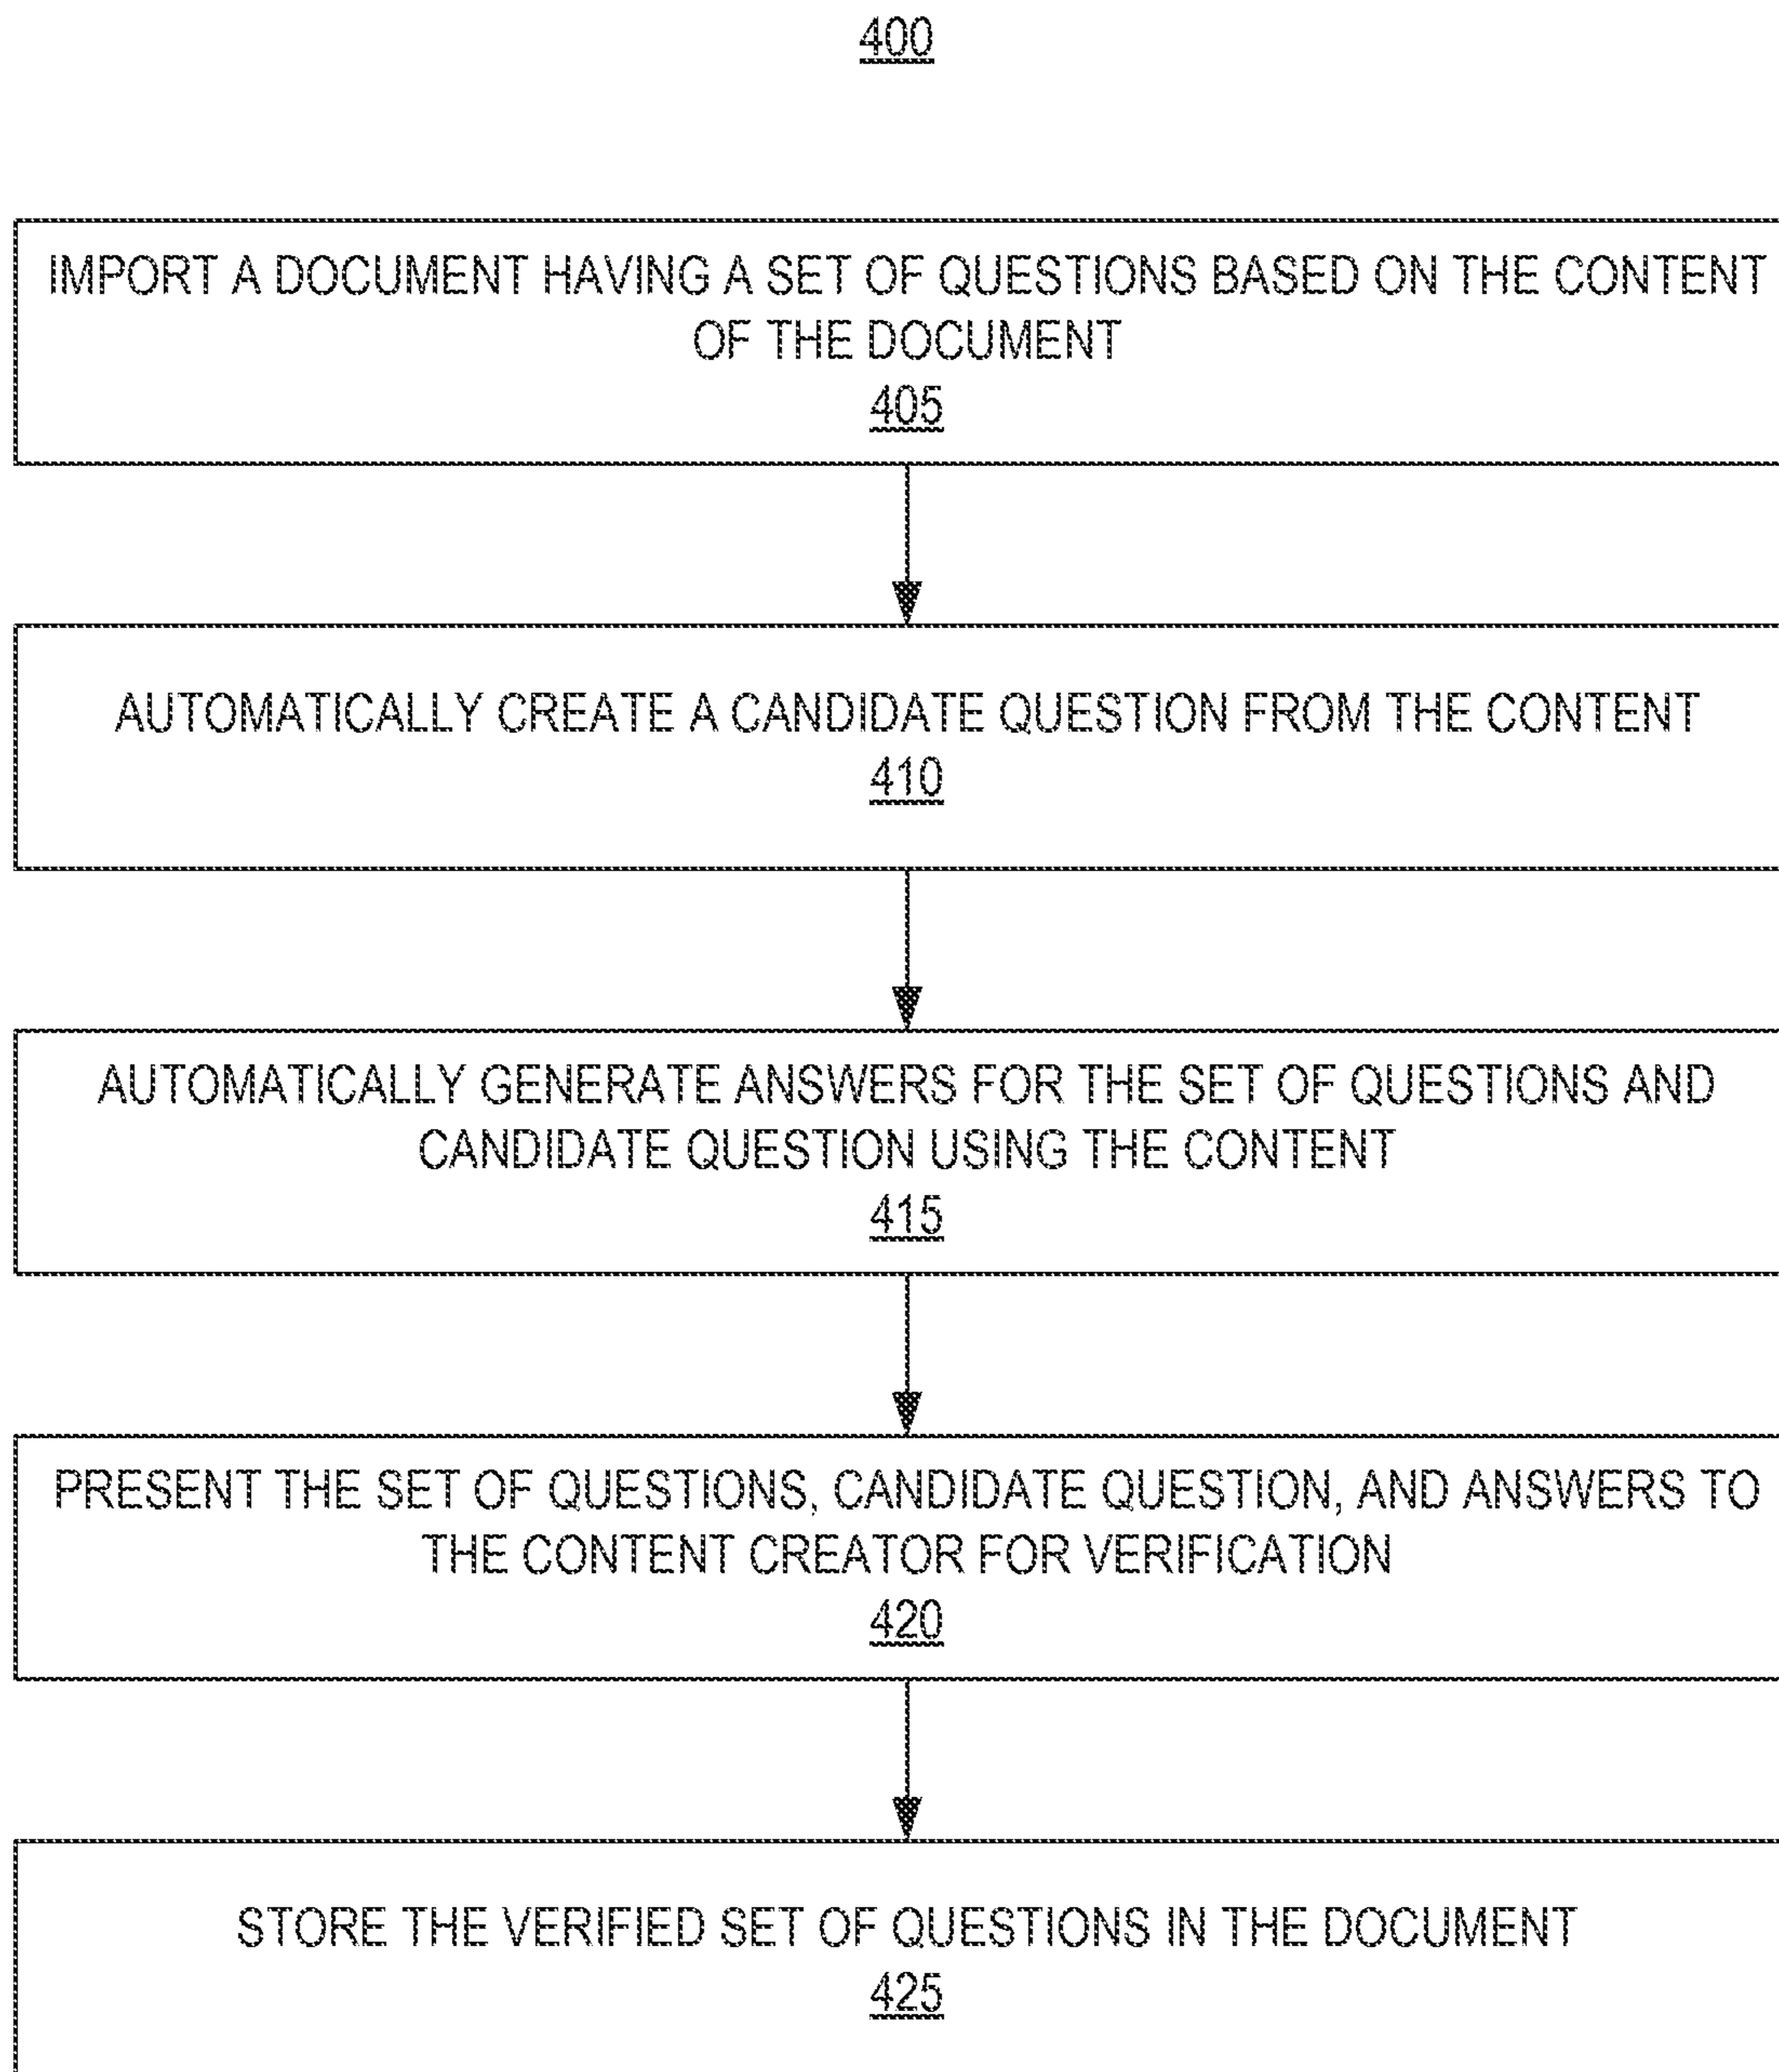 400
IMPORT A DOCUMENT HAVING A SET OF QUESTIONS BASED ON THE CONTENT
OF THE DOCUMENT
405
AUTOMATICALLY CREATE A CANDIDATE QUESTION FROM THE CONTENT
410
AUTOMATICALLY GENERATE ANSWERS FOR THE SET OF QUESTIONS AND
CANDIDATE QUESTION USING THE CONTENT
415
PRESENT THE SET OF QUESTIONS, CANDIDATE QUESTION, AND ANSWERS TO
THE CONTENT CREATOR FOR VERIFICATION
420
STORE THE VERIFIED SET OF QUESTIONS IN THE DOCUMENT
425